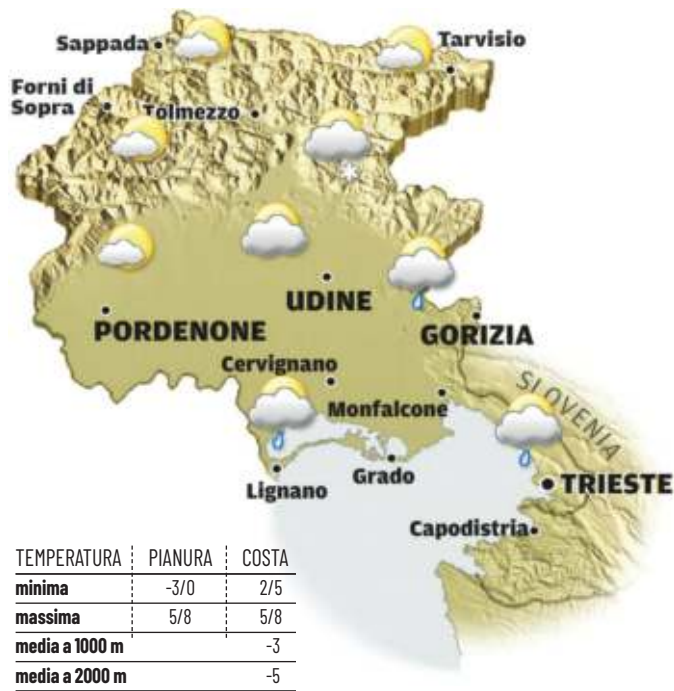 Sappada
Tarvisio
Forni di
Sopra
Tolmezzo
UDINE
PORDENONE
GORIZIA
Cervignano
SLOVENIA
Monfalcone
Grado
TRIESTE
Lignano
Capodistria
TEMPERATURA PIANURA COSTA
minima -3/0 2/5
massima 5/8 5/8
media a 1000 m -3
media a 2000 m -5